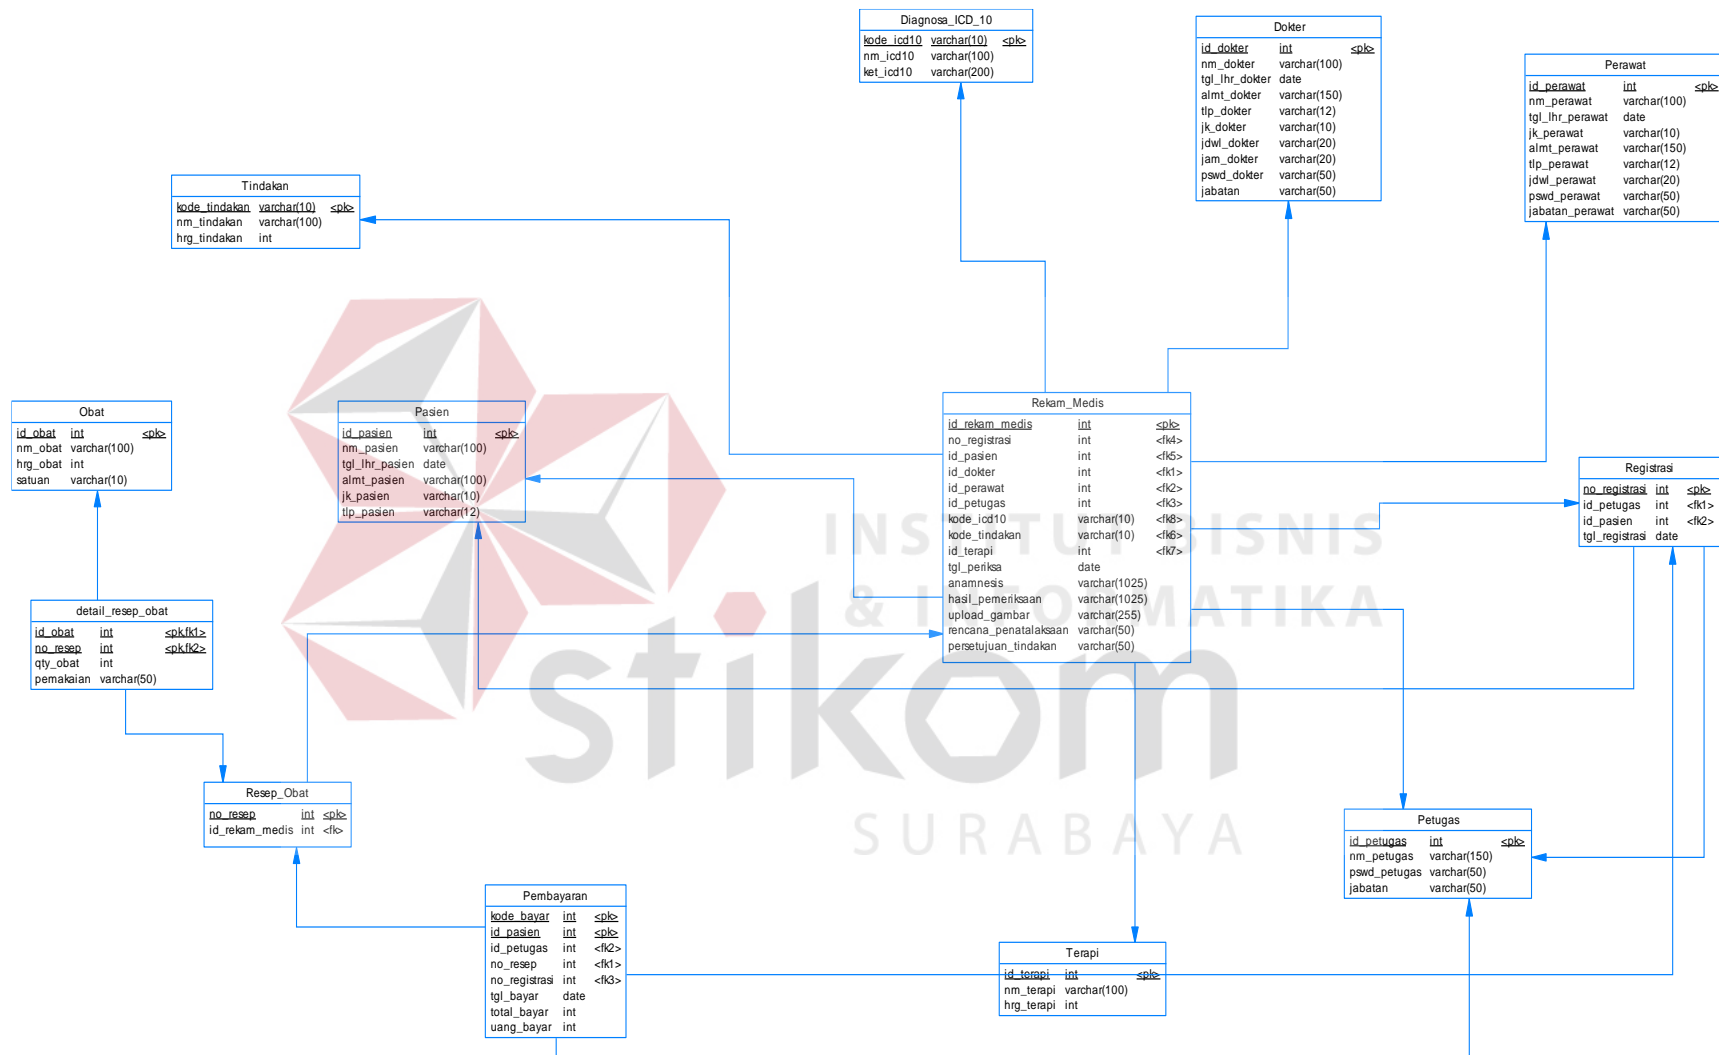 Diagnosa_ICD_10
kode_icd10 varchar(10) <pk>
nm_icd10 varchar(100)
ket_icd10 varchar(200)
Dokter
id_dokter int <pk>
nm_dokter varchar(100)
tgl_lhr_dokter date
almt_dokter varchar(150)
tlp_dokter varchar(12)
jk_dokter varchar(10)
jdwl_dokter varchar(20)
jam_dokter varchar(20)
pswd_dokter varchar(50)
jabatan varchar(50)
Perawat
id_perawat int <pk>
nm_perawat varchar(100)
tgl_lhr_perawat date
jk_perawat varchar(10)
almt_perawat varchar(150)
tlp_perawat varchar(12)
jdwl_perawat varchar(20)
pswd_perawat varchar(50)
jabatan_perawat varchar(50)
Tindakan
kode_tindakan varchar(10) <pk>
nm_tindakan varchar(100)
hrg_tindakan int
Obat
id_obat int <pk>
nm_obat varchar(100)
hrg_obat int
satuan varchar(10)
Pasien
id_pasien int <pk>
nm_pasien varchar(100)
tgl_lhr_pasien date
almt_pasien varchar(100)
jk_pasien varchar(10)
tlp_pasien varchar(12)
Rekam_Medis
id_rekam_medis int <pk>
no_registrasi int <fk4>
id_pasien int <fk5>
id_dokter int <fk1>
id_perawat int <fk2>
id_petugas int <fk3>
kode_icd10 varchar(10) <fk8>
kode_tindakan varchar(10) <fk6>
id_terapi int <fk7>
tgl_periksa date
anamnesis varchar(1025)
hasil_pemeriksaan varchar(1025)
upload_gambar varchar(255)
rencana_penatalaksaan varchar(50)
persetujuan_tindakan varchar(50)
Registrasi
no_registrasi int <pk>
id_petugas int <fk1>
id_pasien int <fk2>
tgl_registrasi date
INSTITUT BISNIS
& INFORMATIKA
stikom
SURABAYA
detail_resep_obat
id_obat int <pk,fk1>
no_resep int <pk,fk2>
qty_obat int
pemakaian varchar(50)
Resep_Obat
no_resep int <pk>
id_rekam_medis int <fk>
Petugas
id_petugas int <pk>
nm_petugas varchar(150)
pswd_petugas varchar(50)
jabatan varchar(50)
Pembayaran
kode_bayar int <pk>
id_pasien int <pk>
id_petugas int <fk2>
no_resep int <fk1>
no_registrasi int <fk3>
tgl_bayar date
total_bayar int
uang_bayar int
Terapi
id_terapi int <pk>
nm_terapi varchar(100)
hrg_terapi int